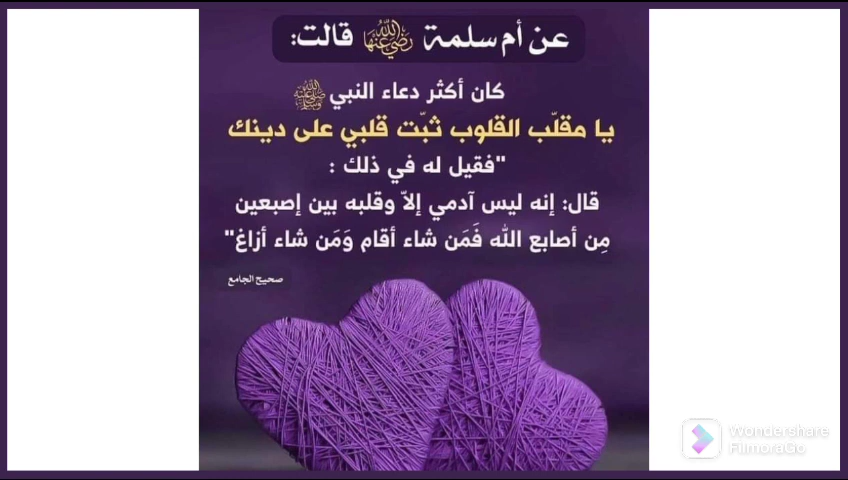 عن أم سلمة رضي الله عنها قالت:
كان أكثر دعاء النبي ﷺ
يا مقلّب القلوب ثبّت قلبي على دينك
"فقيل له في ذلك :
قال: إنه ليس آدمي إلاّ وقلبه بين إصبعين
مِن أصابع الله فَمَن شاء أقام وَمَن شاء أزاغ"
صحيح الجامع
Wondershare
FilmoraGo